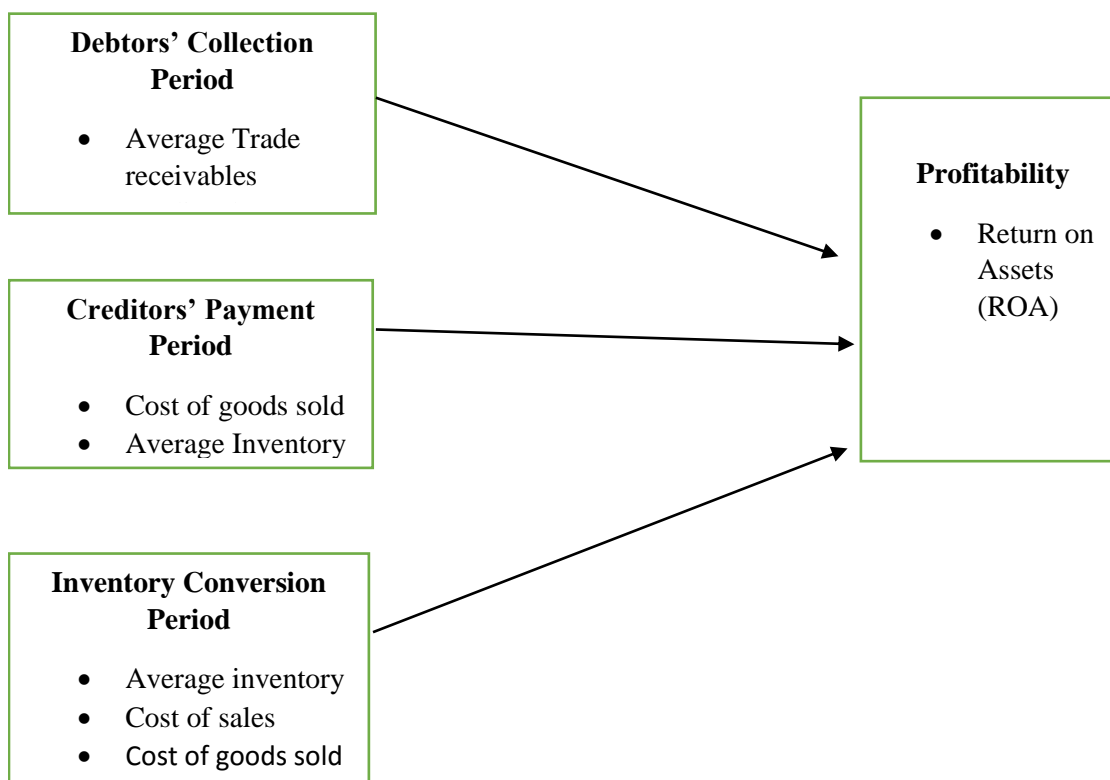 Debtors’ Collection
Period
• Average Trade
receivables
Creditors’ Payment
Period
• Cost of goods sold
• Average Inventory
Inventory Conversion
Period
• Average inventory
• Cost of sales
• Cost of goods sold
Profitability
• Return on
Assets
(ROA)